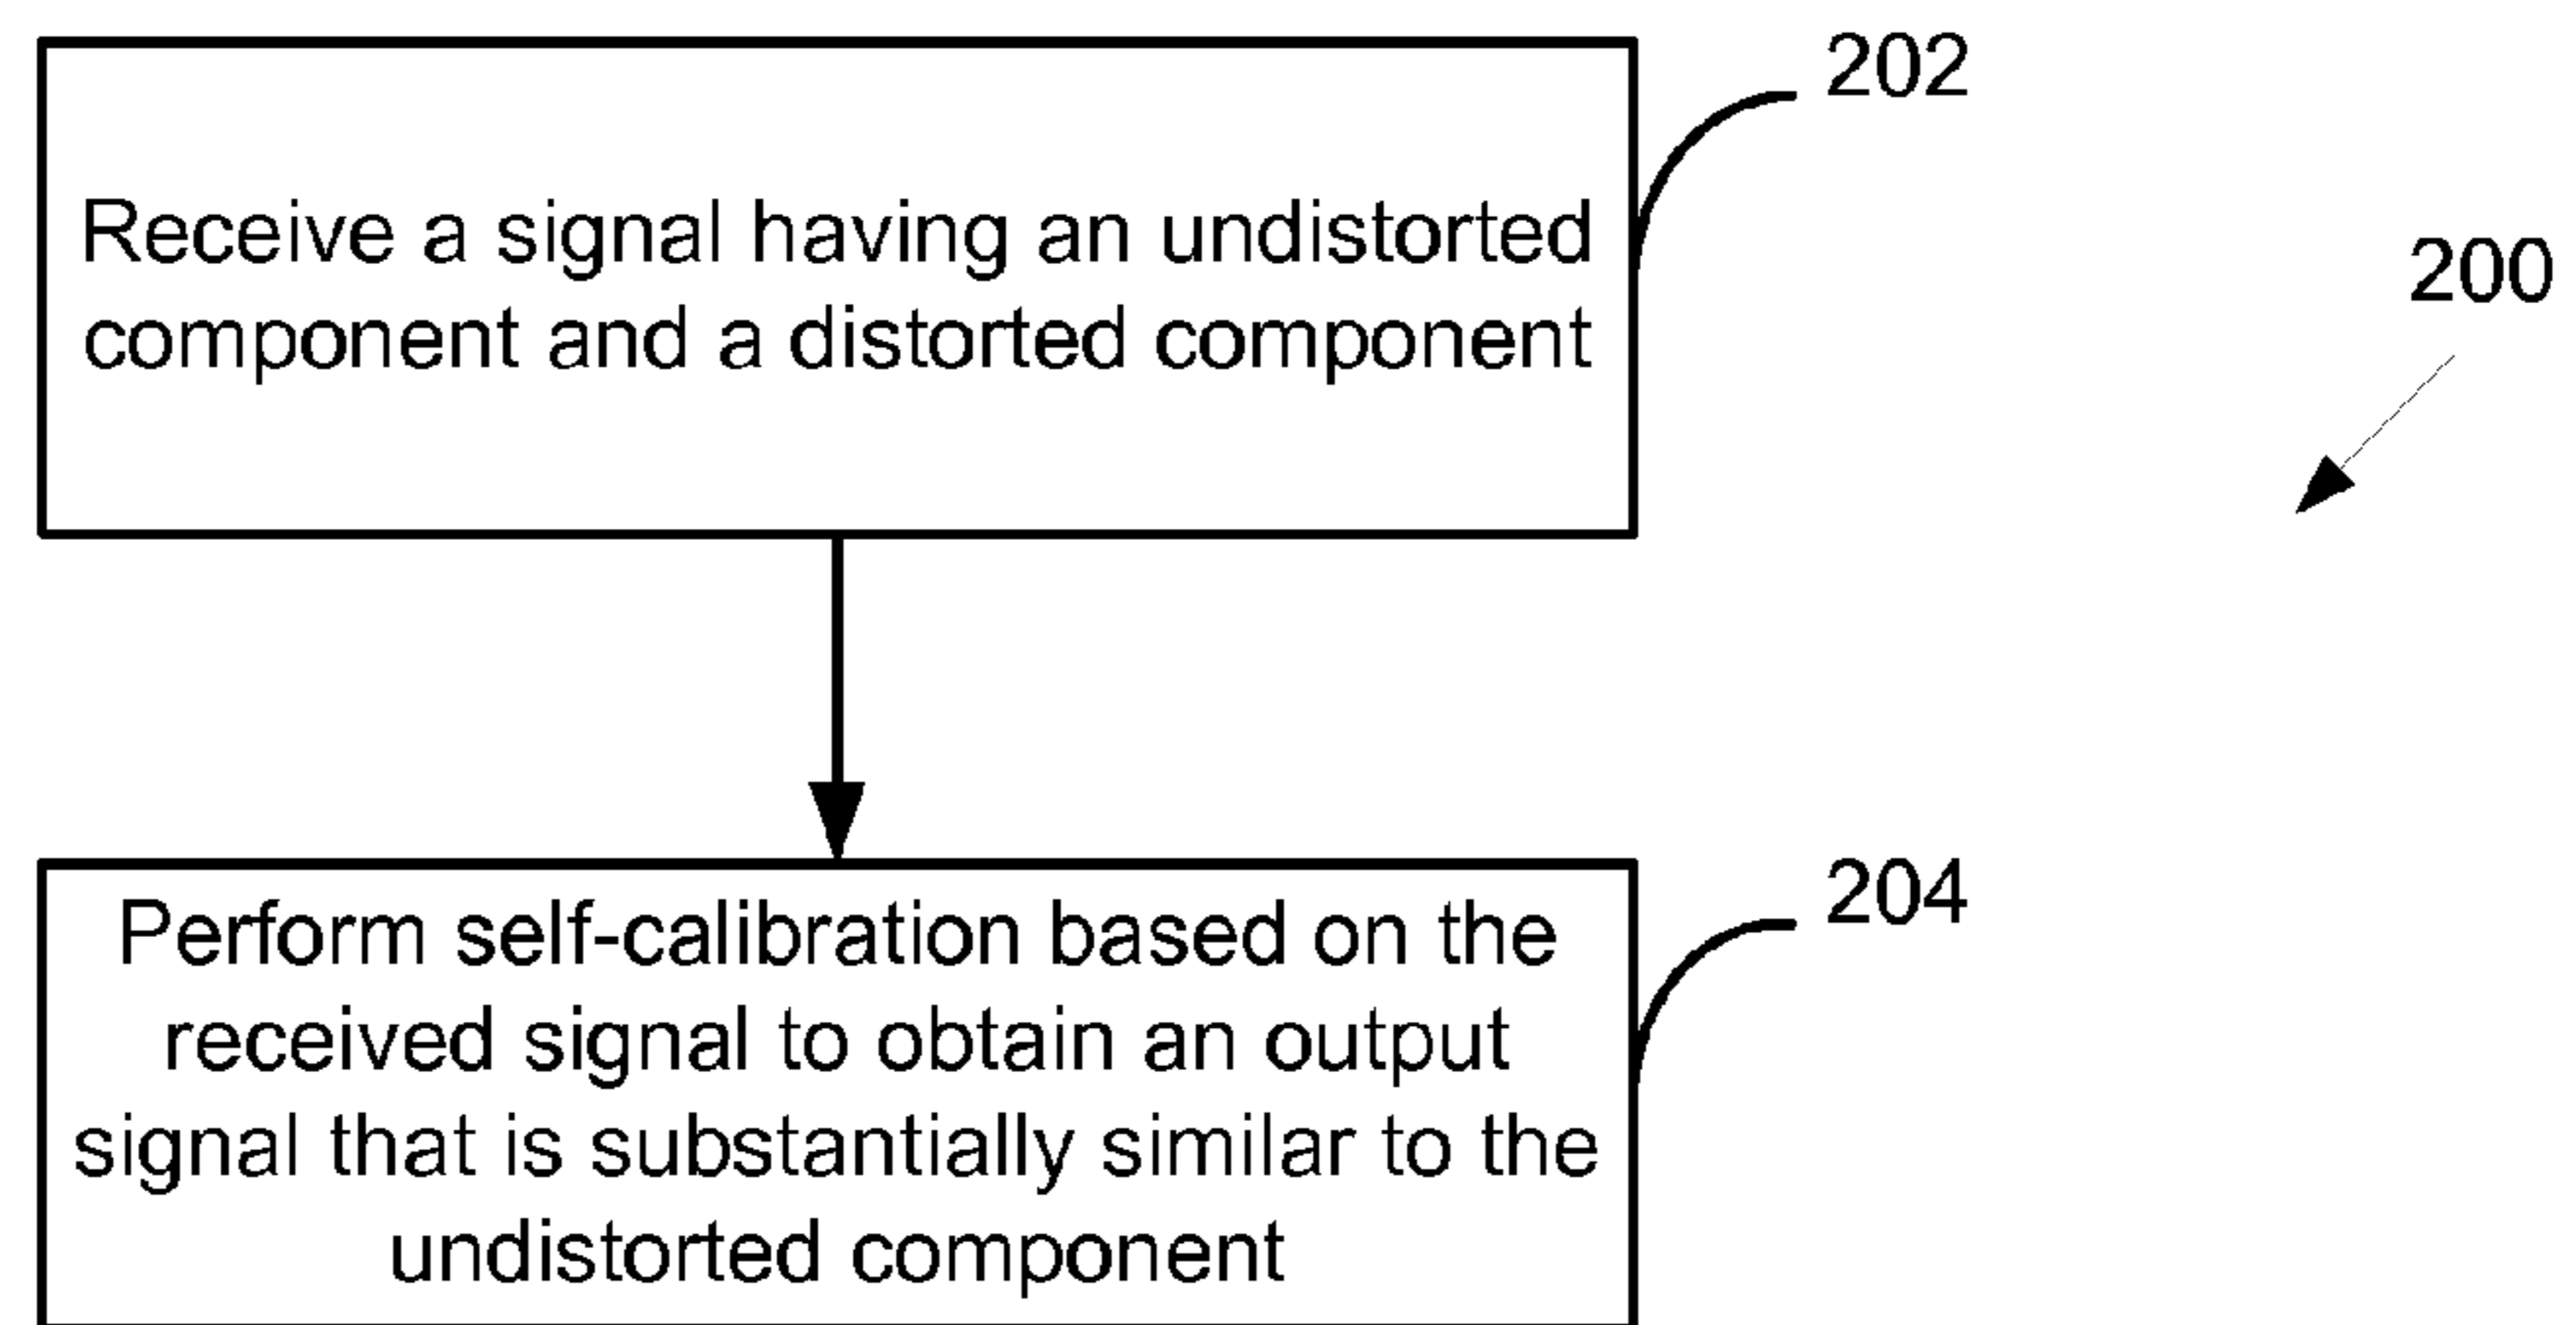 202
Receive a signal having an undistorted
component and a distorted component
200
204
Perform self-calibration based on the
received signal to obtain an output
signal that is substantially similar to the
undistorted component